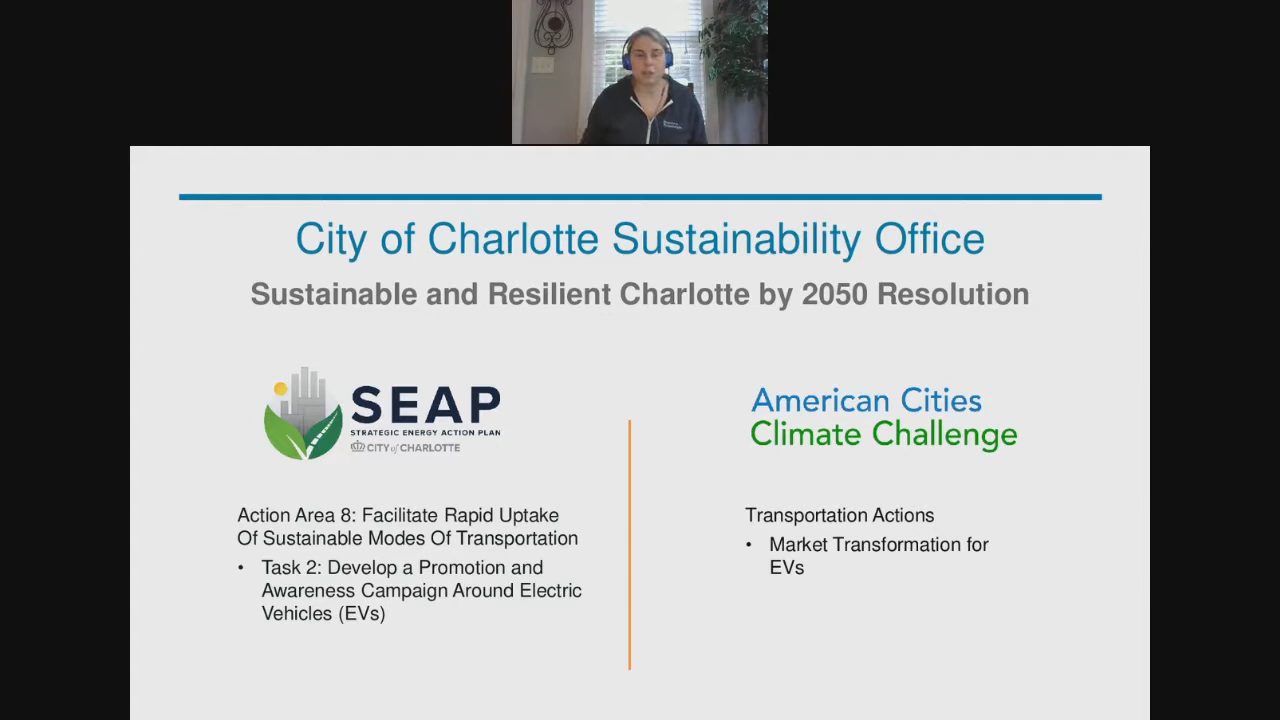 City of Charlotte Sustainability Office
Sustainable and Resilient Charlotte by 2050 Resolution
SEAP
STRATEGIC ENERGY ACTION PLAN
CITY of CHARLOTTE
Action Area 8: Facilitate Rapid Uptake
Of Sustainable Modes Of Transportation
• Task 2: Develop a Promotion and
Awareness Campaign Around Electric
Vehicles (EVs)
American Cities
Climate Challenge
Transportation Actions
• Market Transformation for
EVs